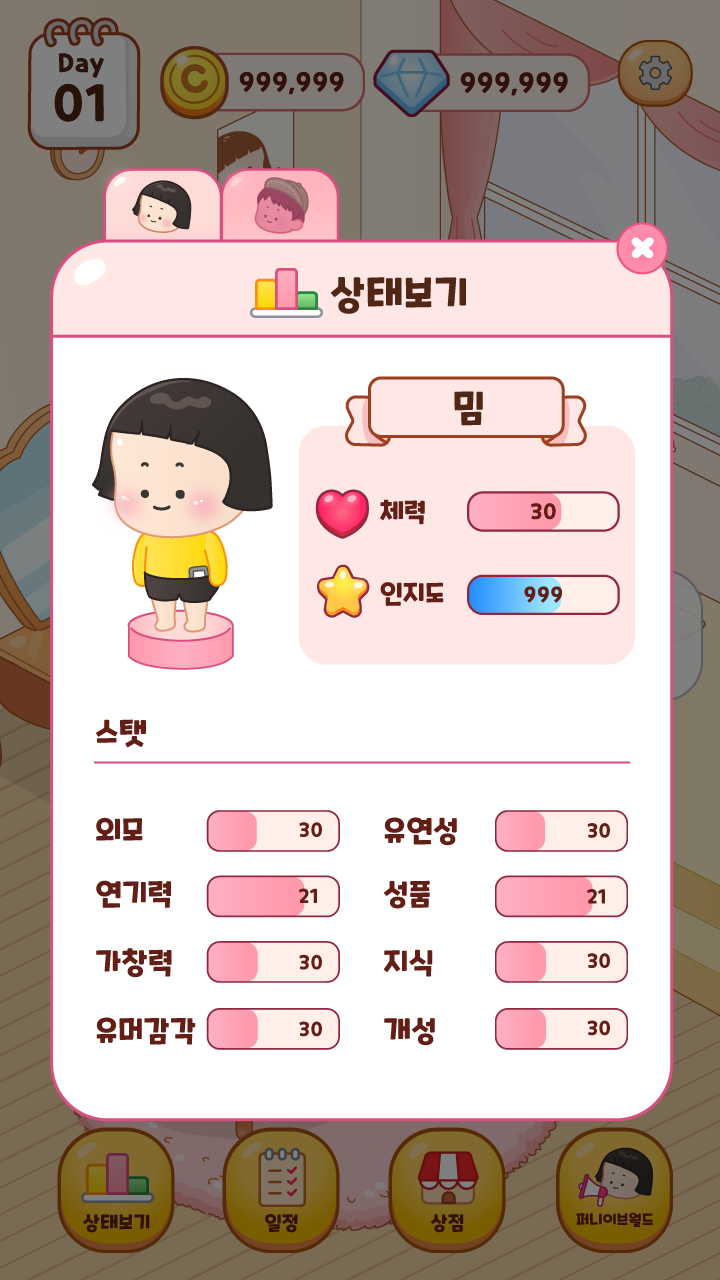 Day
01
999,999
999,999
상태보기
밈
체력 30
인지도 999
스탯
외모 30
유연성 30
연기력 21
성품 21
가창력 30
지식 30
유머감각 30
개성 30
상태보기
일정
상점
퍼니이브월드